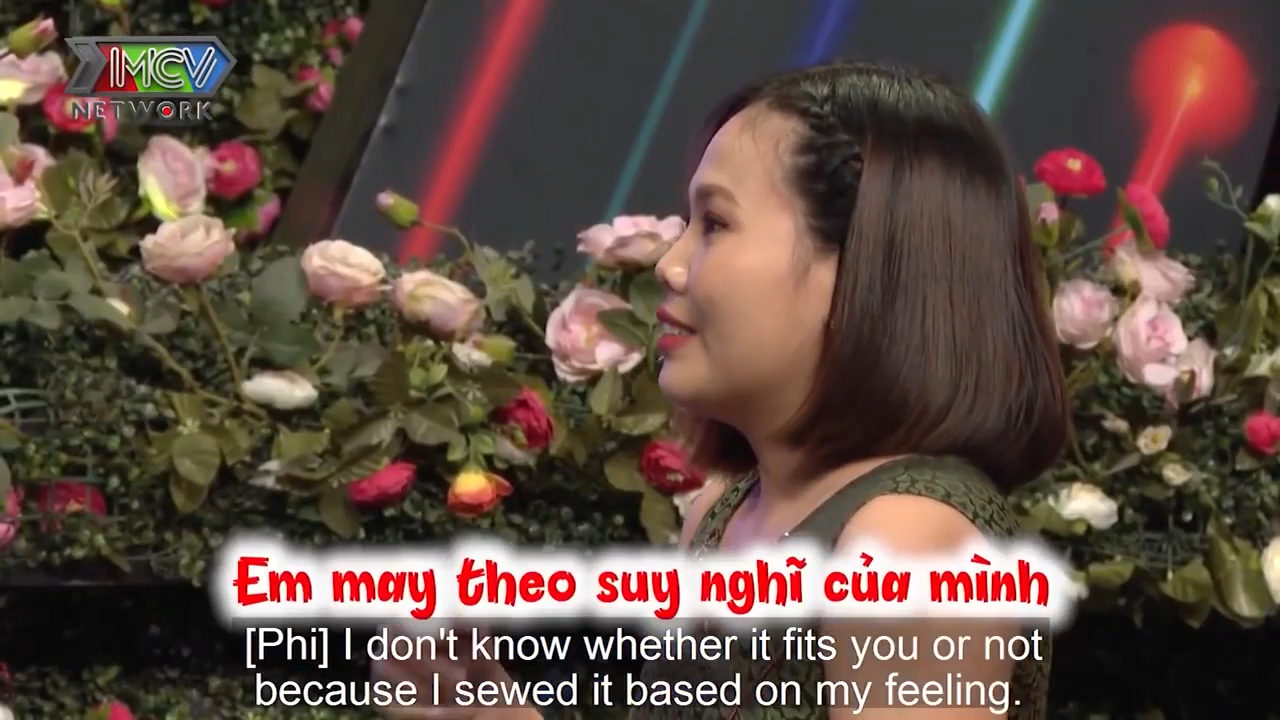 MCV
NETWORK
Em may theo suy nghĩ của mình
[Phi] I don't know whether it fits you or not
because I sewed it based on my feeling.